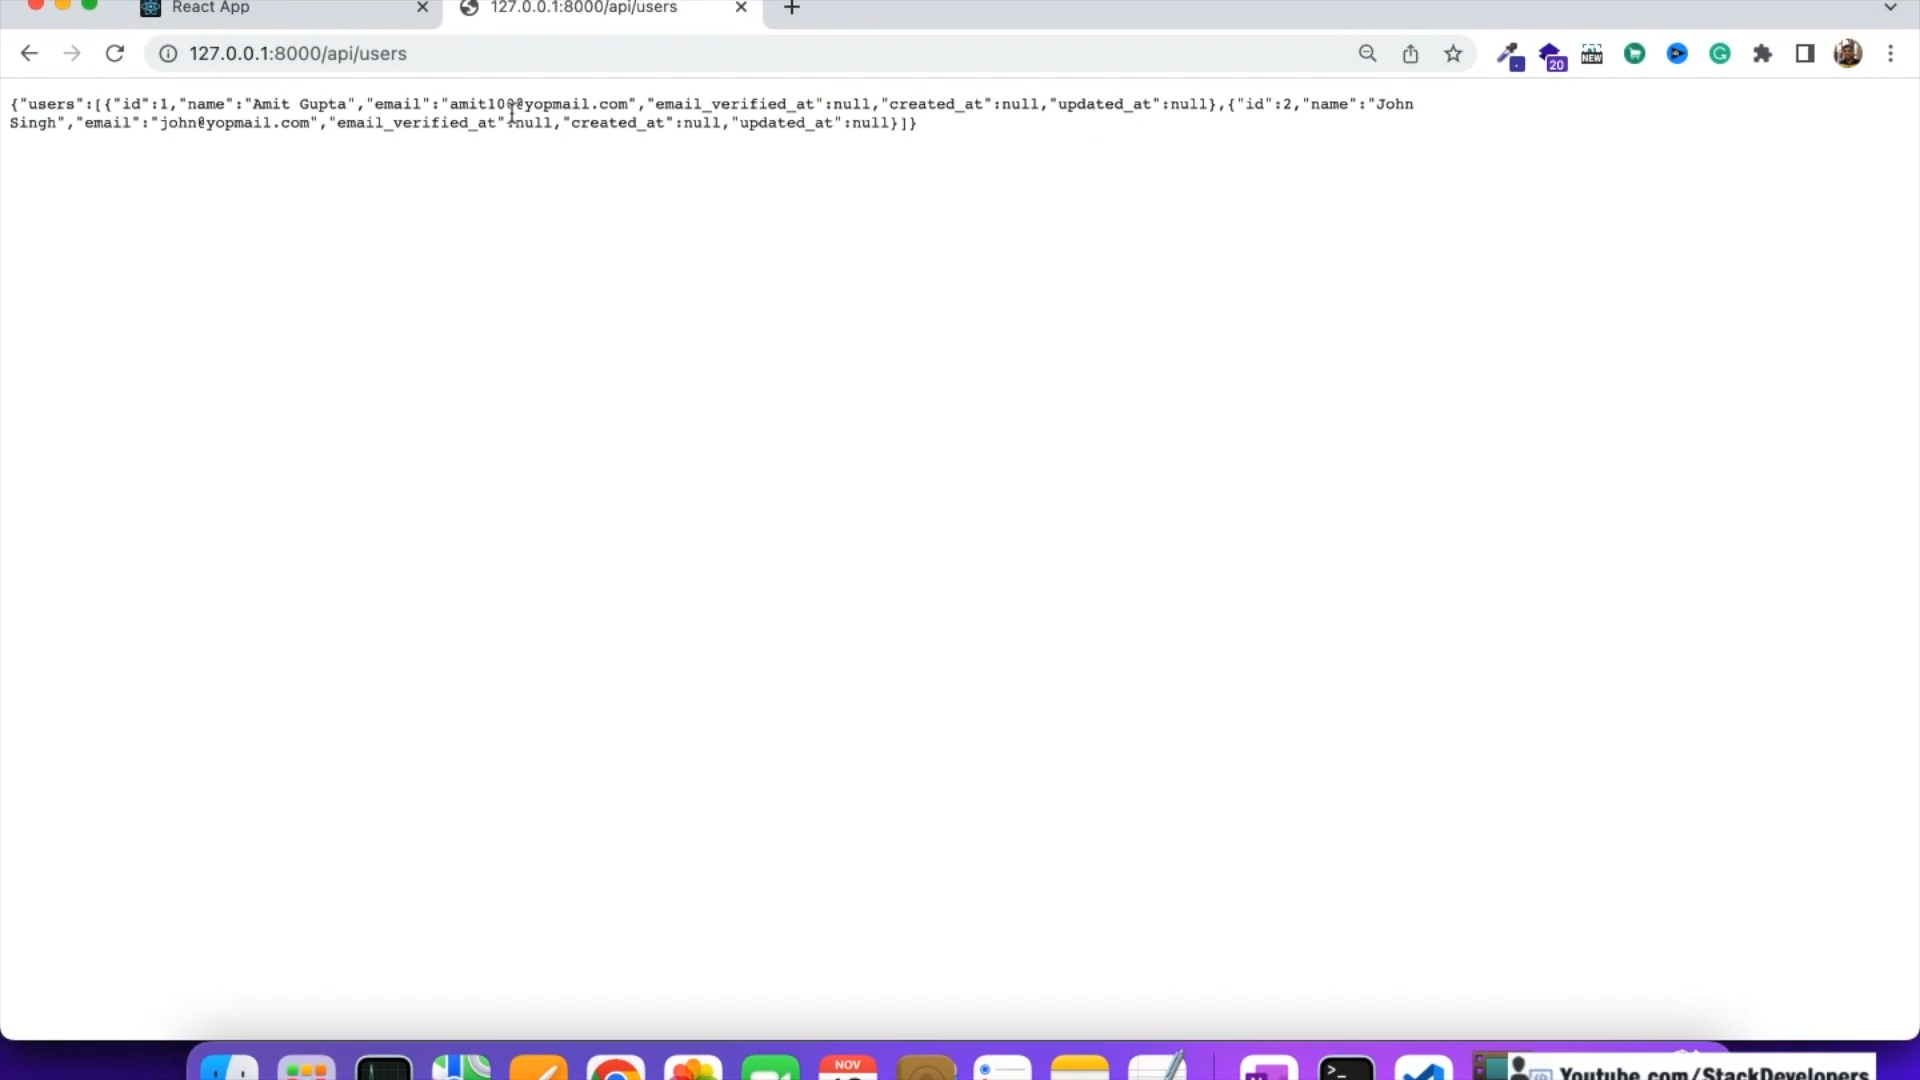 React App
127.0.0.1:8000/api/users
127.0.0.1:8000/api/users
20
NEW
{"users":[{"id":1,"name":"Amit Gupta","email":"amit100@yopmail.com","email_verified_at":null,"created_at":null,"updated_at":null},{"id":2,"name":"John
Singh","email":"john@yopmail.com","email_verified_at":null,"created_at":null,"updated_at":null}]}
NOV
Youtube.com/StackDevelopers